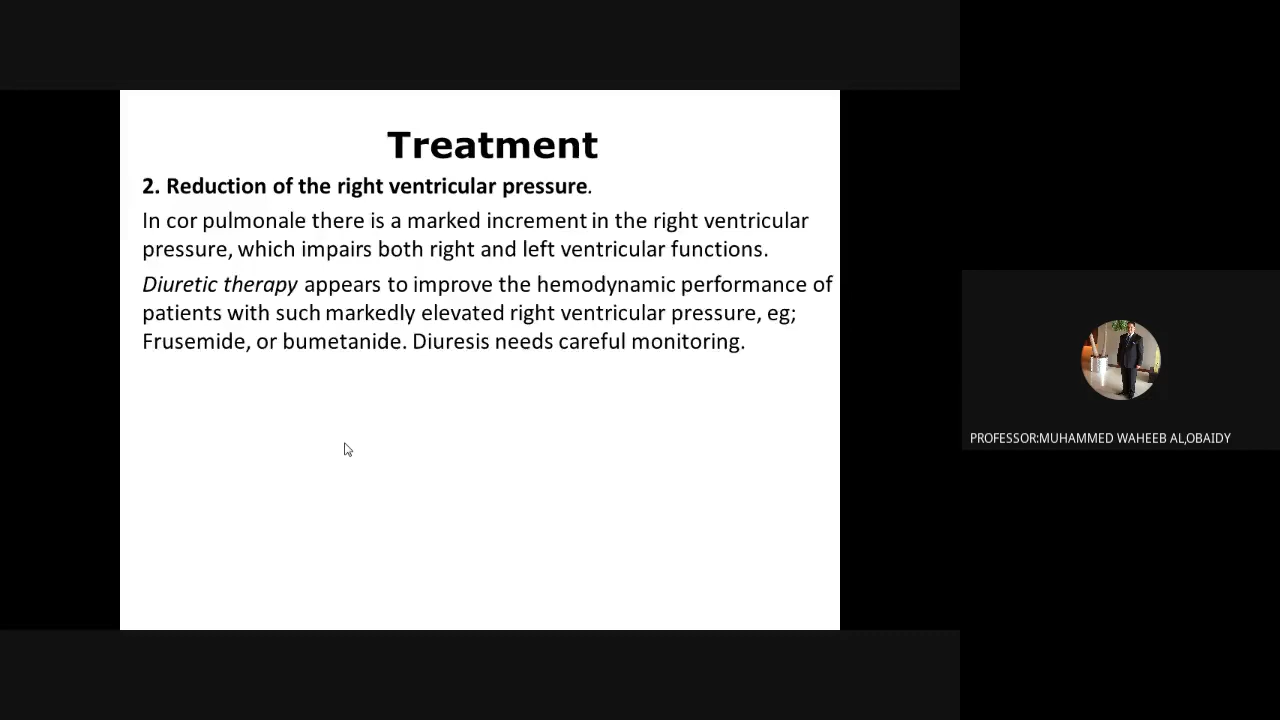 Treatment
2. Reduction of the right ventricular pressure.
In cor pulmonale there is a marked increment in the right ventricular
pressure, which impairs both right and left ventricular functions.
Diuretic therapy appears to improve the hemodynamic performance of
patients with such markedly elevated right ventricular pressure, eg;
Frusemide, or bumetanide. Diuresis needs careful monitoring.
PROFESSOR:MUHAMMED WAHEEB AL,OBAIDY